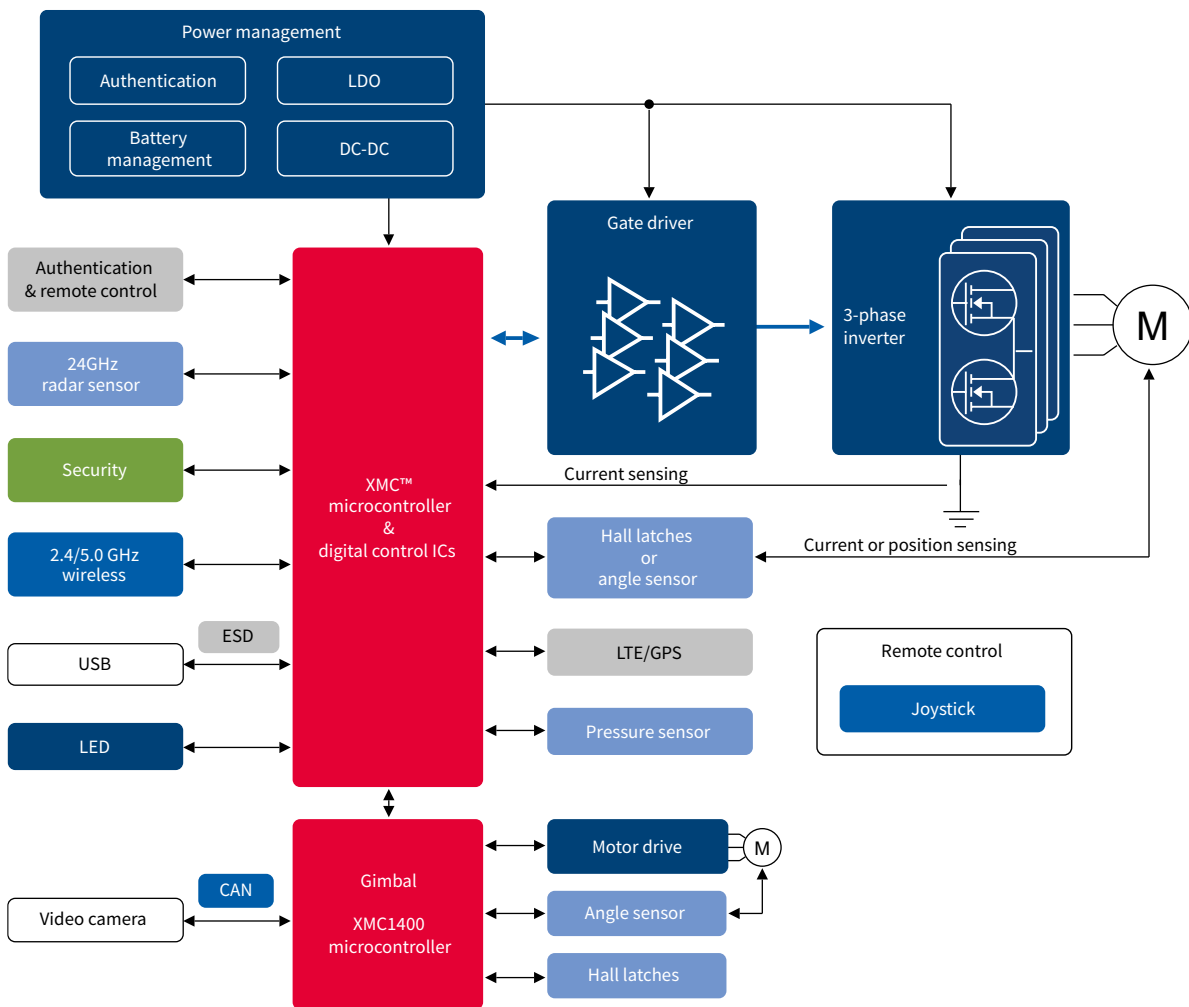 Power management
Authentication
LDO
Battery
management
DC-DC
Gate driver
3-phase
inverter
M
Authentication
& remote control
24GHz
radar sensor
Security
2.4/5.0 GHz
wireless
ESD
USB
LED
XMC™
microcontroller
&
digital control ICs
Current sensing
Hall latches
or
angle sensor
Current or position sensing
LTE/GPS
Pressure sensor
Remote control
Joystick
Gimbal
XMC1400
microcontroller
CAN
Video camera
Motor drive
M
Angle sensor
Hall latches